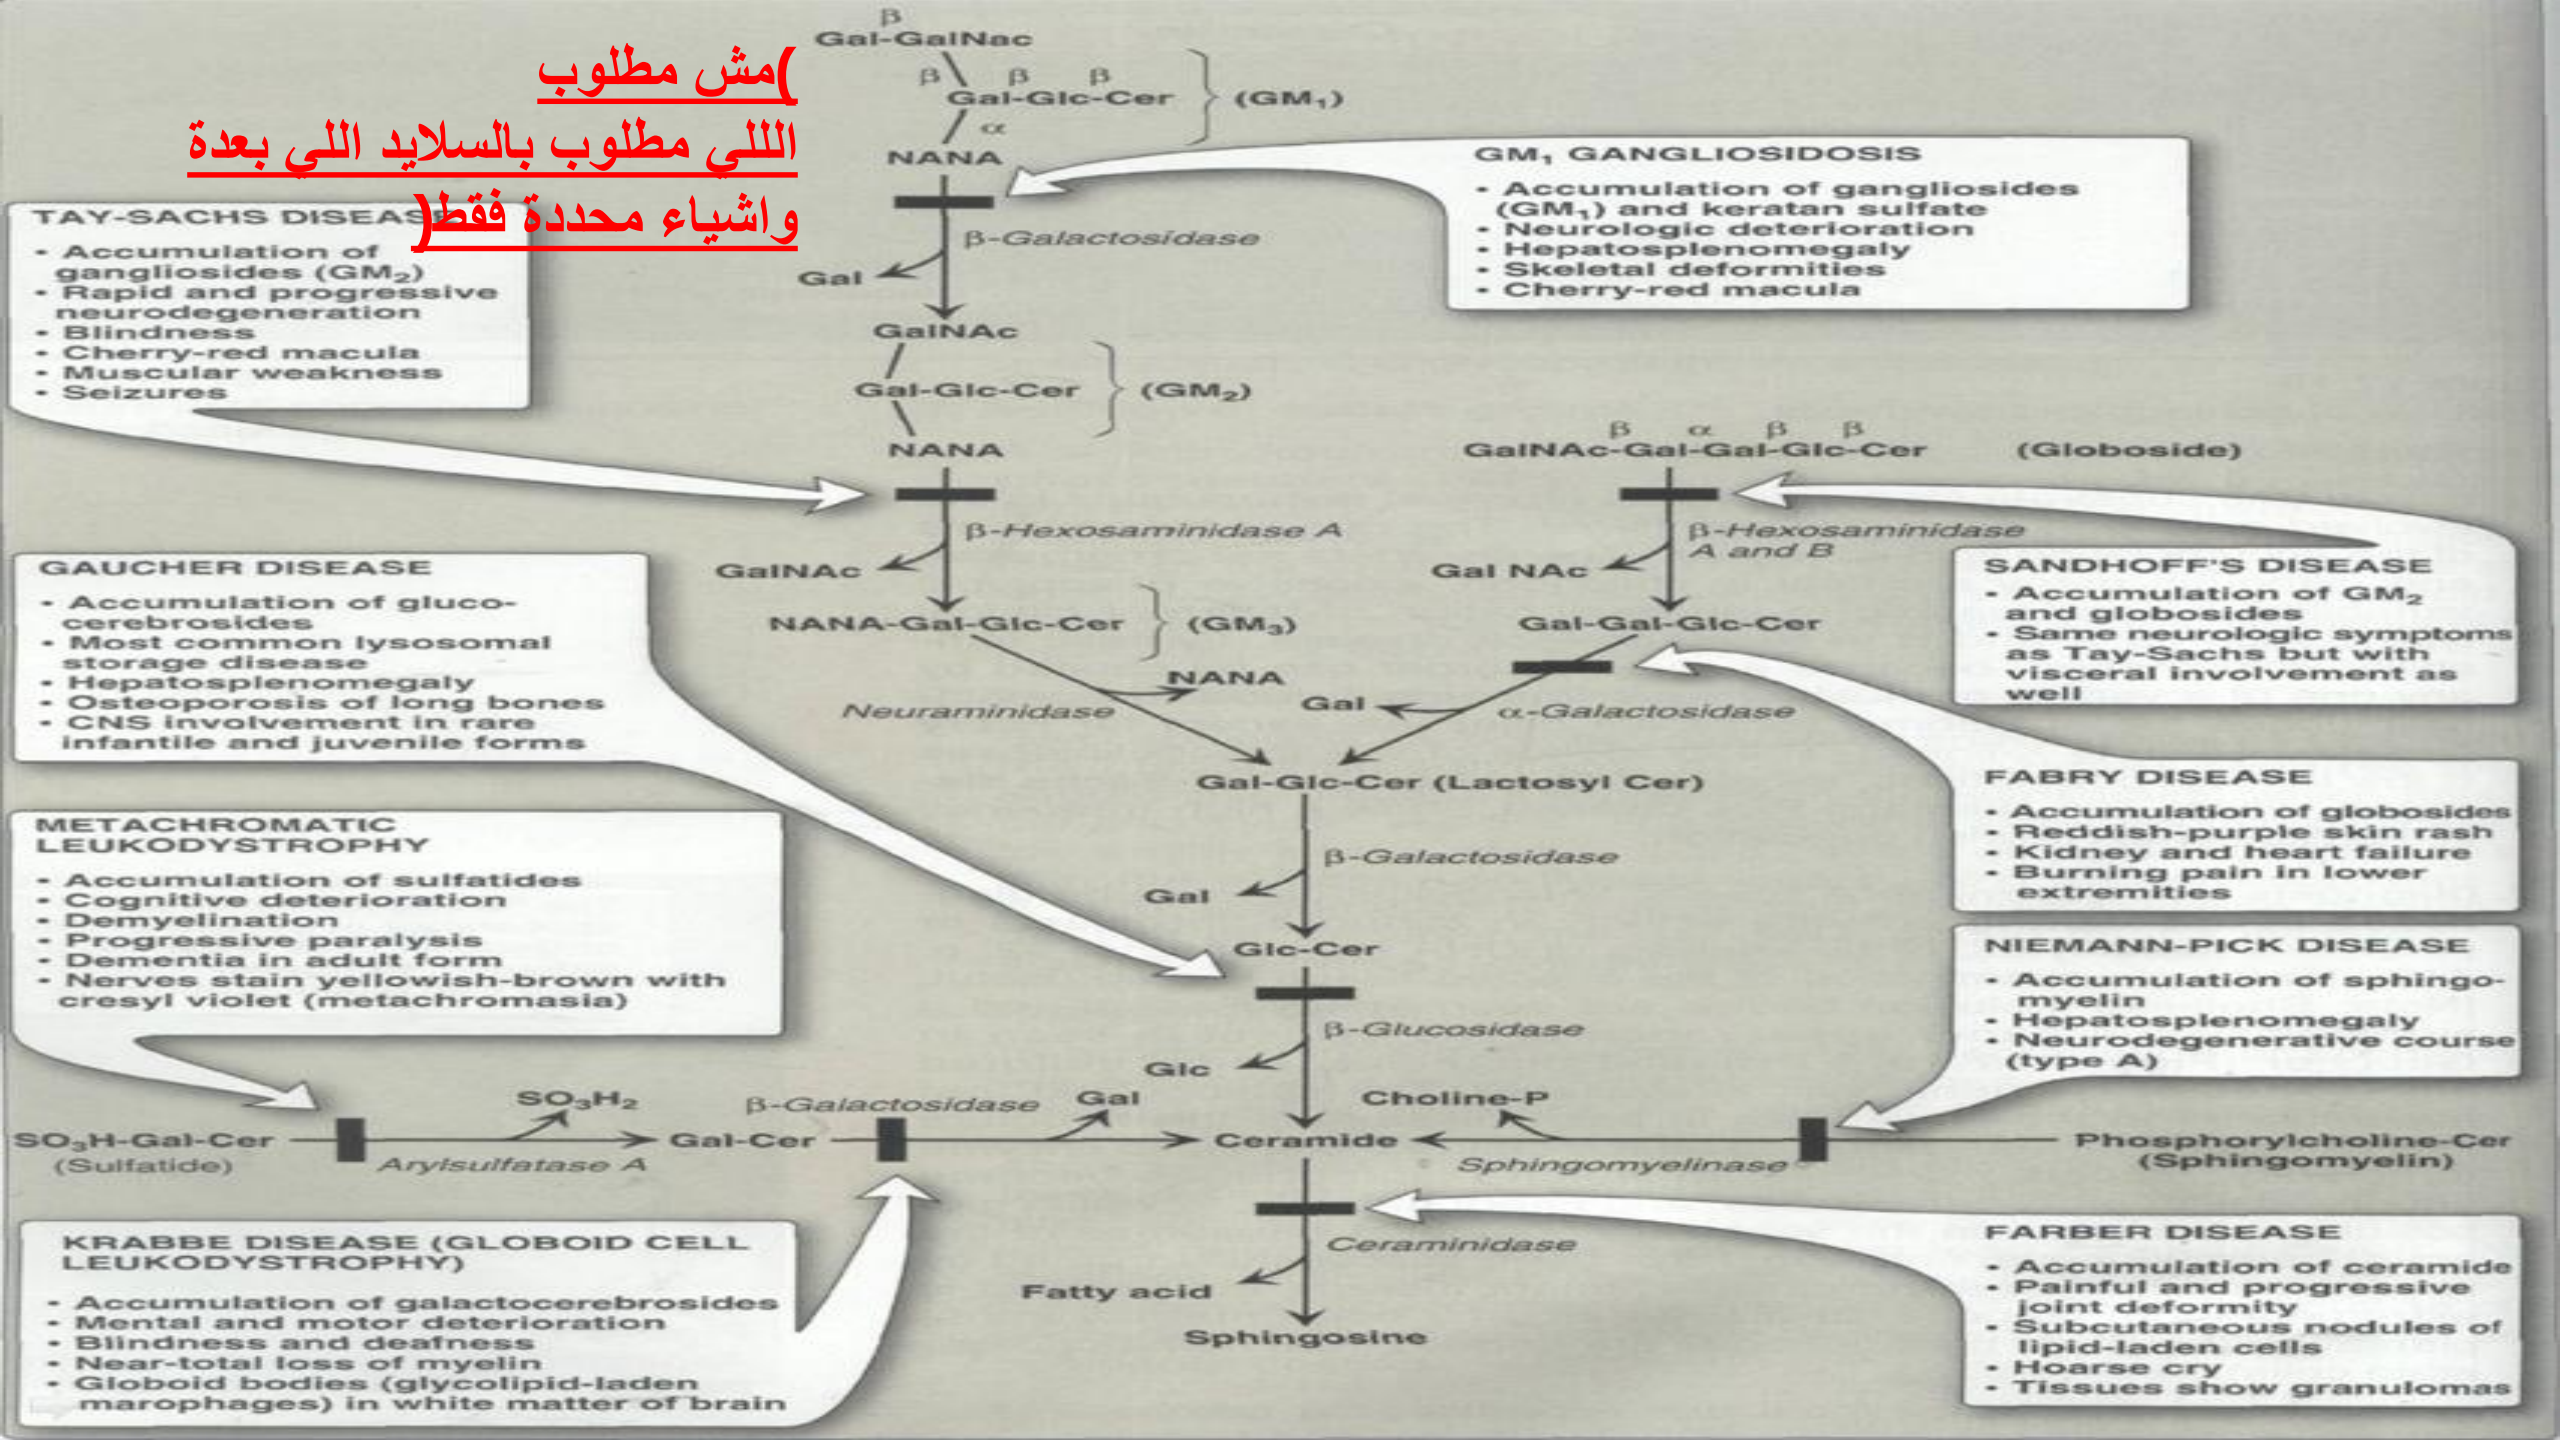 β
Gal-GalNac
β β β
Gal-Glc-Cer (GM₁)
α
NANA
)مش مطلوب
الللي مطلوب بالسلايد اللي بعدة
واشياء محددة فقط(
GM₁ GANGLIOSIDOSIS
• Accumulation of gangliosides
(GM₁) and keratan sulfate
• Neurologic deterioration
• Hepatosplenomegaly
• Skeletal deformities
• Cherry-red macula
β-Galactosidase
Gal
TAY-SACHS DISEASE
• Accumulation of
gangliosides (GM₂)
• Rapid and progressive
neurodegeneration
• Blindness
• Cherry-red macula
• Muscular weakness
• Seizures
GalNAc
Gal-Glc-Cer (GM₂)
NANA
β-Hexosaminidase A
GalNAc
NANA-Gal-Glc-Cer (GM₃)
NANA
Neuraminidase
β α β β
GalNAc-Gal-Gal-Glc-Cer (Globoside)
β-Hexosaminidase
A and B
Gal NAc
Gal-Gal-Glc-Cer
Gal
α-Galactosidase
SANDHOFF'S DISEASE
• Accumulation of GM₂
and globosides
• Same neurologic symptoms
as Tay-Sachs but with
visceral involvement as
well
GAUCHER DISEASE
• Accumulation of gluco-
cerebrosides
• Most common lysosomal
storage disease
• Hepatosplenomegaly
• Osteoporosis of long bones
• CNS involvement in rare
infantile and juvenile forms
Gal-Glc-Cer (Lactosyl Cer)
β-Galactosidase
Gal
Glc-Cer
β-Glucosidase
Glc
FABRY DISEASE
• Accumulation of globosides
• Reddish-purple skin rash
• Kidney and heart failure
• Burning pain in lower
extremities
METACHROMATIC
LEUKODYSTROPHY
• Accumulation of sulfatides
• Cognitive deterioration
• Demyelination
• Progressive paralysis
• Dementia in adult form
• Nerves stain yellowish-brown with
cresyl violet (metachromasia)
NIEMANN-PICK DISEASE
• Accumulation of sphingo-
myelin
• Hepatosplenomegaly
• Neurodegenerative course
(type A)
SO₃H₂
β-Galactosidase
Gal
Choline-P
SO₃H-Gal-Cer
(Sulfatide)
Arylsulfatase A
Gal-Cer
Ceramide
Sphingomyelinase
Phosphorylcholine-Cer
(Sphingomyelin)
Ceraminidase
Fatty acid
Sphingosine
KRABBE DISEASE (GLOBOID CELL
LEUKODYSTROPHY)
• Accumulation of galactocerebrosides
• Mental and motor deterioration
• Blindness and deafness
• Near-total loss of myelin
• Globoid bodies (glycolipid-laden
marophages) in white matter of brain
FARBER DISEASE
• Accumulation of ceramide
• Painful and progressive
joint deformity
• Subcutaneous nodules of
lipid-laden cells
• Hoarse cry
• Tissues show granulomas